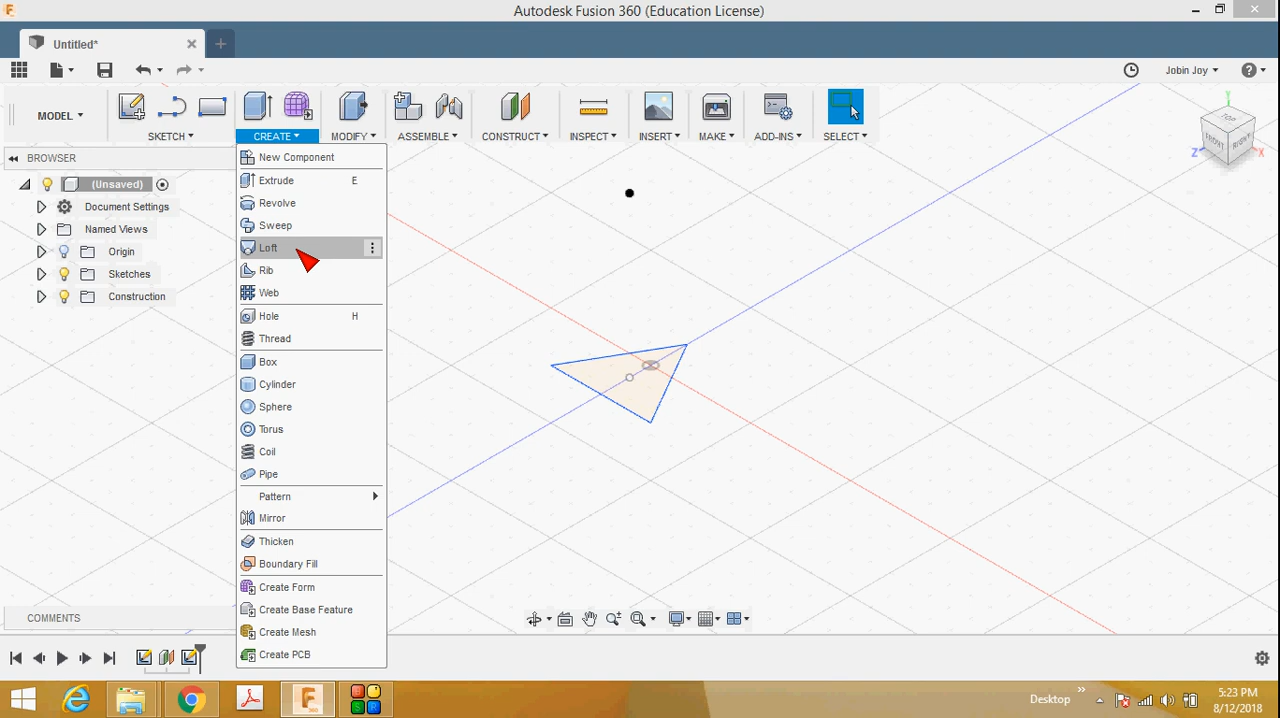 Autodesk Fusion 360 (Education License)
Untitled*
Jobin Joy
MODEL
SKETCH
CREATE
MODIFY
ASSEMBLE
CONSTRUCT
INSPECT
INSERT
MAKE
ADD-INS
SELECT
BROWSER
(Unsaved)
Document Settings
Named Views
Origin
Sketches
Construction
New Component
Extrude E
Revolve
Sweep
Loft
Rib
Web
Hole H
Thread
Box
Cylinder
Sphere
Torus
Coil
Pipe
Pattern
Mirror
Thicken
Boundary Fill
Create Form
Create Base Feature
Create Mesh
Create PCB
TOP
FRONT
RIGHT
Y
Z
X
COMMENTS
Desktop
5:23 PM
8/12/2018